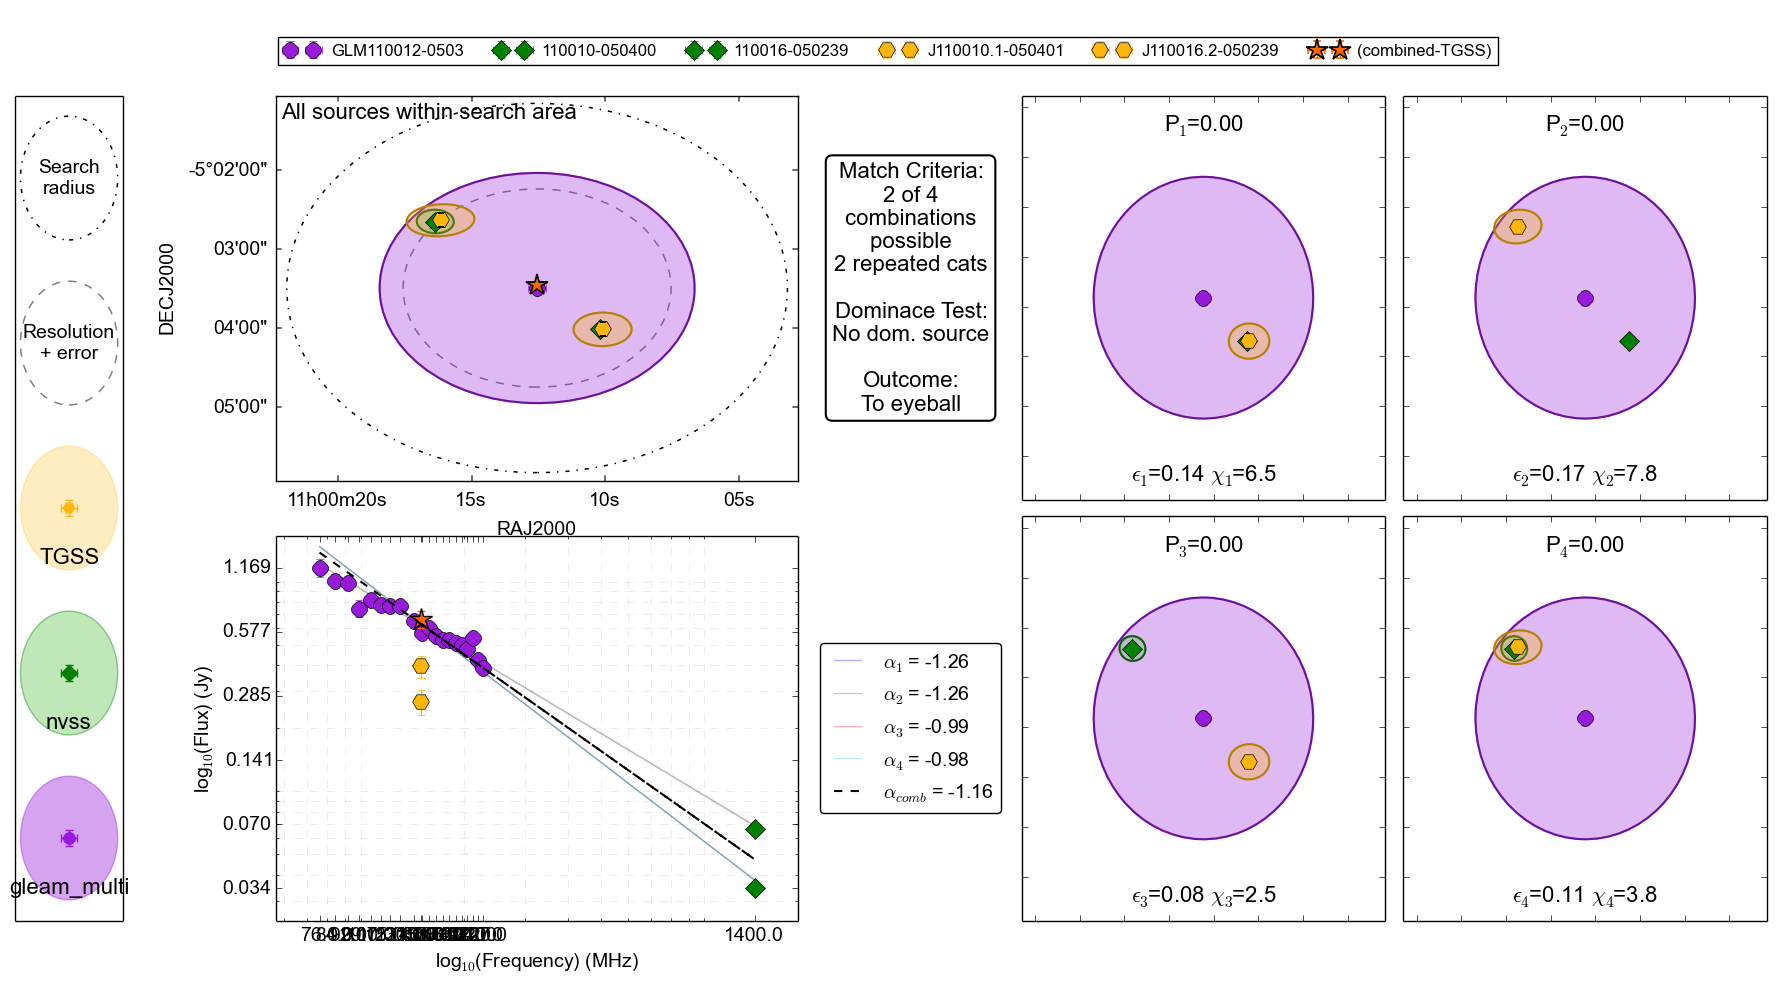 GLM110012-0503 110010-050400 110016-050239 J110010.1-050401 J110016.2-050239 (combined-TGSS)
Search
radius
Resolution
+ error
TGSS
nvss
gleam_multi
All sources within search area
DECJ2000
-5°02'00"
03'00"
04'00"
05'00"
11h00m20s 15s 10s 05s
RAJ2000
Match Criteria:
2 of 4
combinations
possible
2 repeated cats
Dominace Test:
No dom. source
Outcome:
To eyeball
P1=0.00
ϵ1=0.14 χ1=6.5
P2=0.00
ϵ2=0.17 χ2=7.8
P3=0.00
ϵ3=0.08 χ3=2.5
P4=0.00
ϵ4=0.11 χ4=3.8
log10(Flux) (Jy)
1.169
0.577
0.285
0.141
0.070
0.034
1400.0
log10(Frequency) (MHz)
α1 = -1.26
α2 = -1.26
α3 = -0.99
α4 = -0.98
αcomb = -1.16